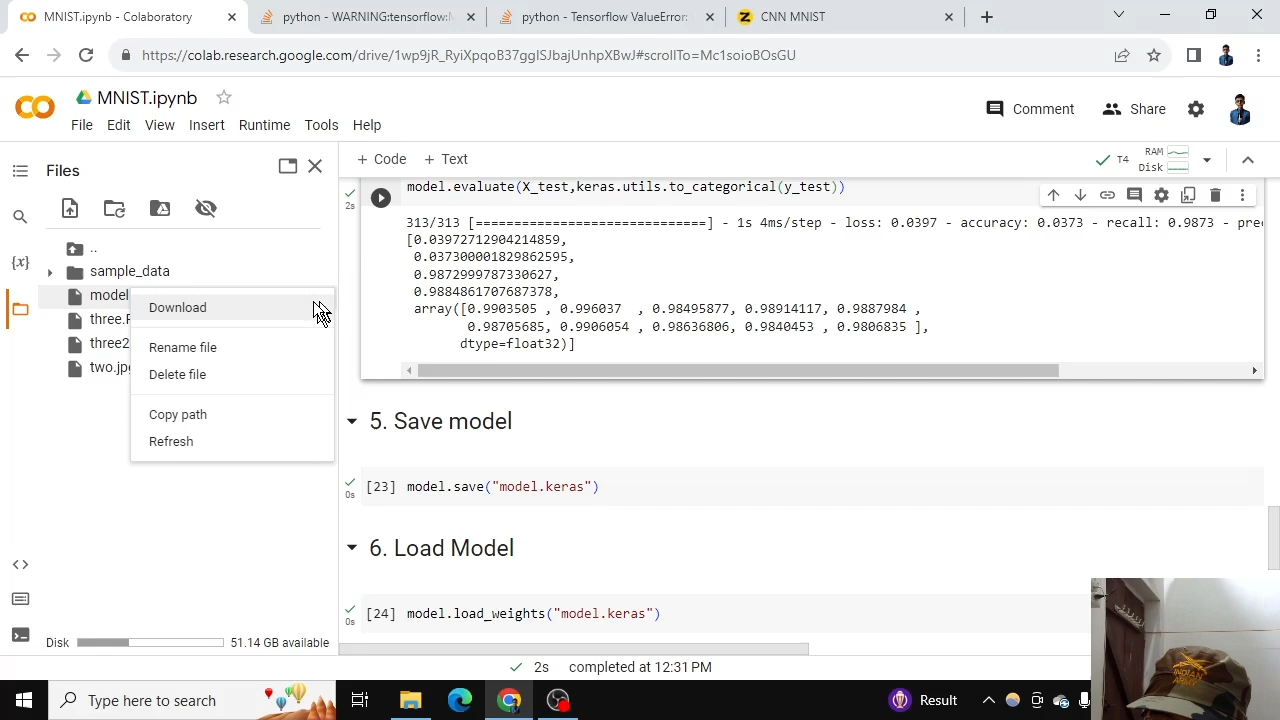 MNIST.ipynb - Colaboratory
python - WARNING:tensorflow:M
python - Tensorflow ValueError:
CNN MNIST
https://colab.research.google.com/drive/1wp9jR_RyiXpqoB37ggISJbajUnhpXBwJ#scrollTo=Mc1soioBOsGU
MNIST.ipynb
Comment
Share
File Edit View Insert Runtime Tools Help
Files
+ Code + Text
T4
RAM
Disk
..
sample_data
model
three.
three2
two.jp
Download
Rename file
Delete file
Copy path
Refresh
Disk
51.14 GB available
2s
model.evaluate(X_test,keras.utils.to_categorical(y_test))
313/313 [==============================] - 1s 4ms/step - loss: 0.0397 - accuracy: 0.0373 - recall: 0.9873 - pre
[0.03972712904214859,
0.037300001829862595,
0.9872999787330627,
0.9884861707687378,
array([0.9903505 , 0.996037 , 0.98495877, 0.98914117, 0.9887984 ,
0.98705685, 0.9906054 , 0.98636806, 0.9840453 , 0.9806835 ],
dtype=float32)]
5. Save model
0s
[23] model.save("model.keras")
6. Load Model
0s
[24] model.load_weights("model.keras")
2s completed at 12:31 PM
Type here to search
Result
INDIAN
ARMY